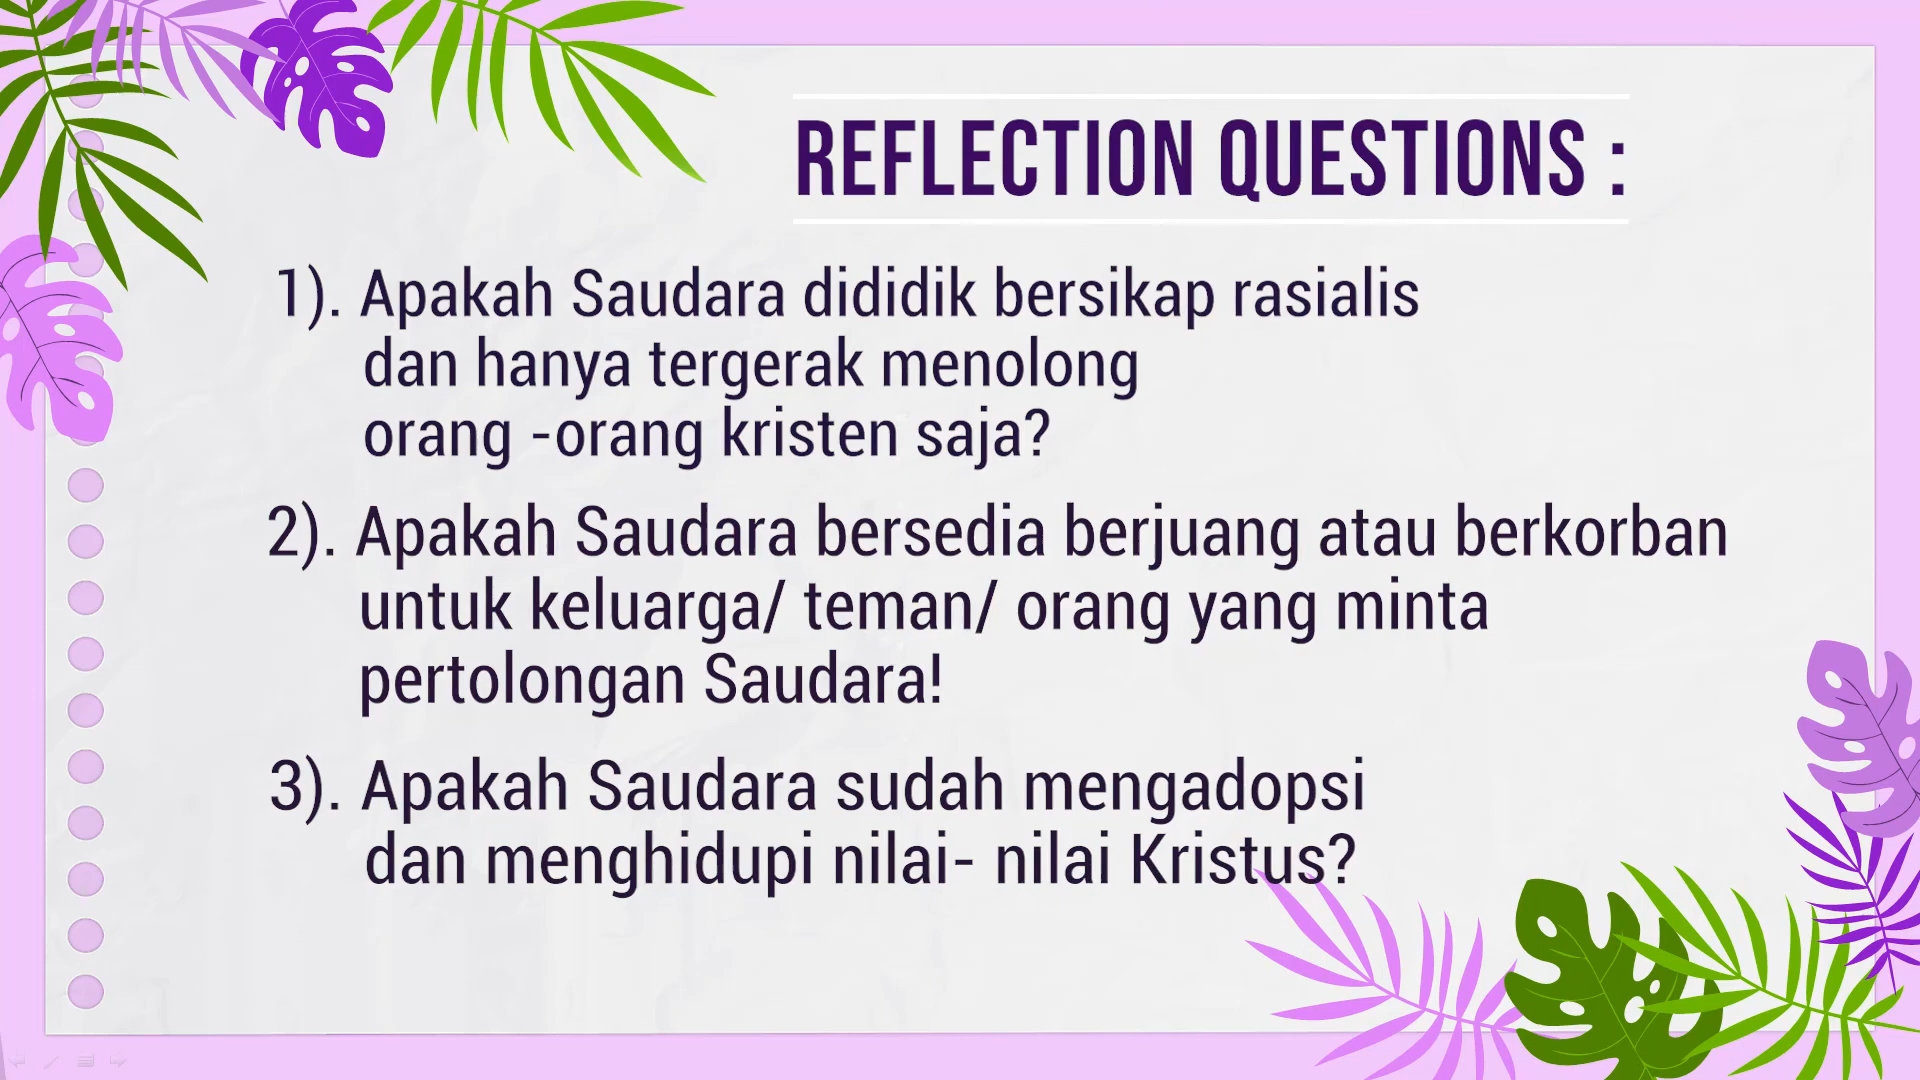 REFLECTION QUESTIONS :
1). Apakah Saudara dididik bersikap rasialis
dan hanya tergerak menolong
orang -orang kristen saja?
2). Apakah Saudara bersedia berjuang atau berkorban
untuk keluarga/ teman/ orang yang minta
pertolongan Saudara!
3). Apakah Saudara sudah mengadopsi
dan menghidupi nilai- nilai Kristus?